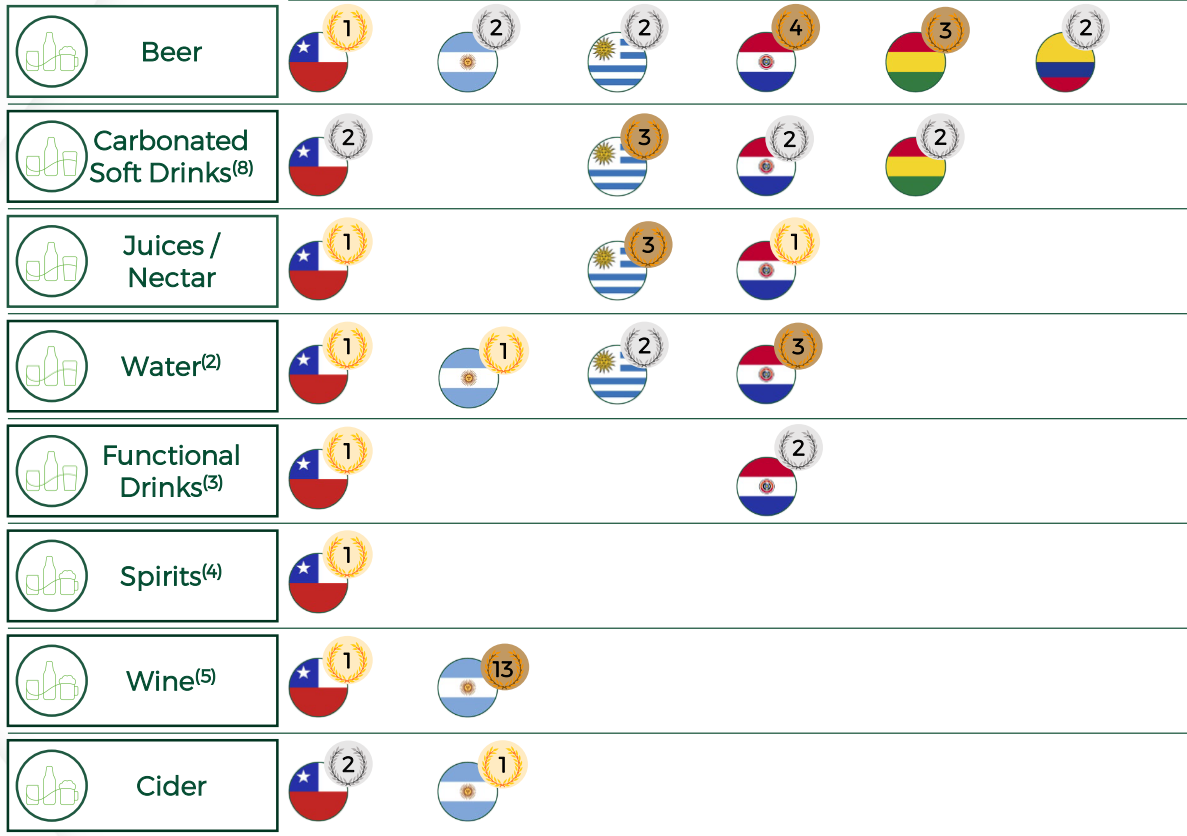 Beer
1 2 2 4 3 2
Carbonated
Soft Drinks(8)
2 3 2 2
Juices /
Nectar
1 3 1
Water(2)
1 1 2 3
Functional
Drinks(3)
1 2
Spirits(4)
1
Wine(5)
1 13
Cider
2 1